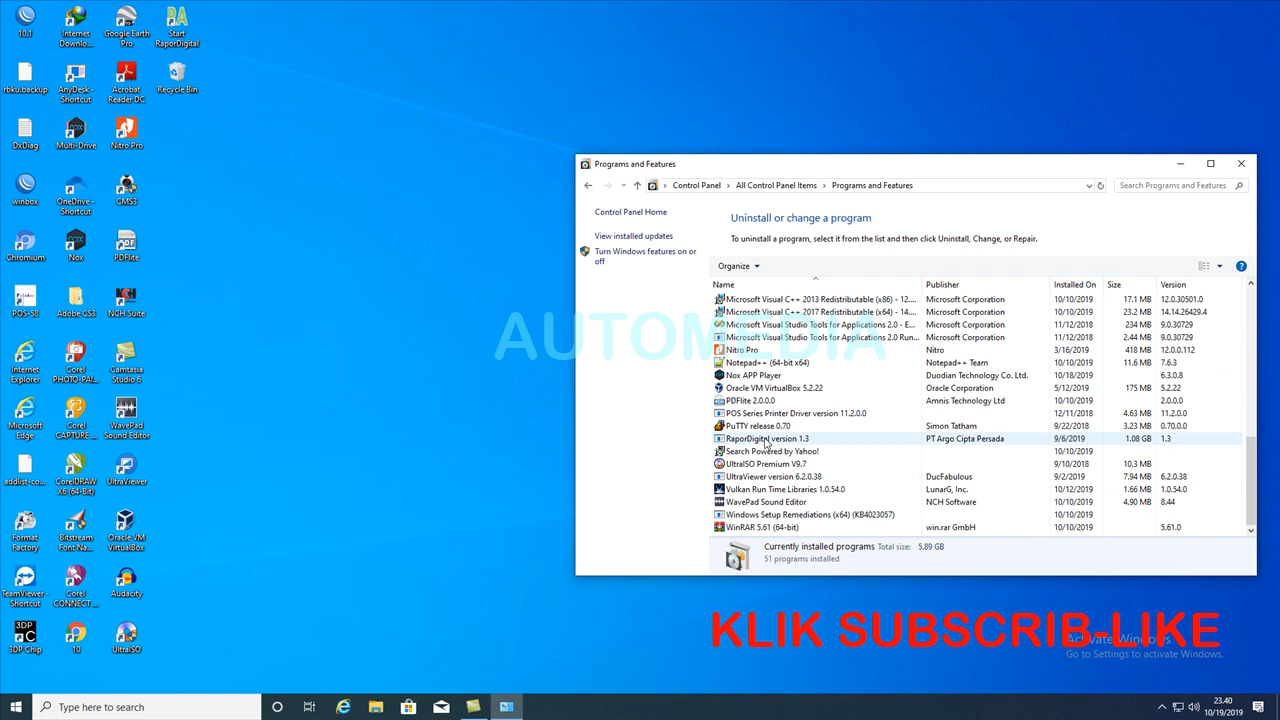 10.1
Internet Downlo...
Google Earth Pro
Start RaporDigital
rbku.backup
AnyDesk - Shortcut
Acrobat Reader DC
Recycle Bin
DxDiag
Multi-Drive
Nitro Pro
winbox
OneDrive - Shortcut
GMS3
Chromium
Nox
PDFlite
POS-58
Adobe CS3
NCH Suite
Internet Explorer
Corel PHOTO-PAI...
Camtasia Studio 6
Microsoft Edge
Corel CAPTURE ...
WavePad Sound Editor
addlist-co...
CorelDRAW X6 (64-Bit)
UltraViewer
Format Factory
Bitstream Font Na...
Oracle VM VirtualBox
TeamViewer - Shortcut
Corel CONNECT ...
Audacity
3DP Chip
10
UltraISO
Programs and Features
Control Panel > All Control Panel Items > Programs and Features
Search Programs and Features
Control Panel Home
View installed updates
Turn Windows features on or off
Uninstall or change a program
To uninstall a program, select it from the list and then click Uninstall, Change, or Repair.
Organize
Name Publisher Installed On Size Version
Microsoft Visual C++ 2013 Redistributable (x86) - 12.... Microsoft Corporation 10/10/2019 17.1 MB 12.0.30501.0
Microsoft Visual C++ 2017 Redistributable (x64) - 14.... Microsoft Corporation 10/10/2019 23.2 MB 14.14.26429.4
Microsoft Visual Studio Tools for Applications 2.0 - E... Microsoft Corporation 11/12/2018 234 MB 9.0.30729
Microsoft Visual Studio Tools for Applications 2.0 Run... Microsoft Corporation 11/12/2018 2.44 MB 9.0.30729
Nitro Pro Nitro 3/16/2019 418 MB 12.0.0.112
Notepad++ (64-bit x64) Notepad++ Team 10/10/2019 11.6 MB 7.6.3
Nox APP Player Duodian Technology Co. Ltd. 10/18/2019 6.3.0.8
Oracle VM VirtualBox 5.2.22 Oracle Corporation 5/12/2019 175 MB 5.2.22
PDFlite 2.0.0.0 Amnis Technology Ltd 10/10/2019 2.0.0.0
POS Series Printer Driver version 11.2.0.0 12/11/2018 4.63 MB 11.2.0.0
PuTTY release 0.70 Simon Tatham 9/22/2018 3.23 MB 0.70.0.0
RaporDigital version 1.3 PT Argo Cipta Persada 9/6/2019 1.08 GB 1.3
Search Powered by Yahoo! 10/10/2019
UltraISO Premium V9.7 9/10/2018 10.3 MB
UltraViewer version 6.2.0.38 DucFabulous 9/2/2019 7.94 MB 6.2.0.38
Vulkan Run Time Libraries 1.0.54.0 LunarG, Inc. 10/12/2019 1.66 MB 1.0.54.0
WavePad Sound Editor NCH Software 10/10/2019 4.90 MB 8.44
Windows Setup Remediations (x64) (KB4023057) 10/10/2019
WinRAR 5.61 (64-bit) win.rar GmbH 10/10/2019 5.61.0
Currently installed programs Total size: 5.89 GB
51 programs installed
AUTOMEDIA
KLIK SUBSCRIB-LIKE
Activate Windows
Go to Settings to activate Windows.
Type here to search
23.40
10/19/2019